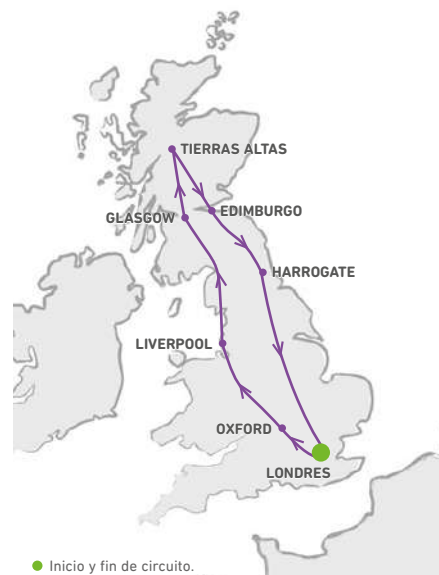 TIERRAS ALTAS
EDIMBURGO
GLASGOW
HARROGATE
LIVERPOOL
OXFORD
LONDRES
Inicio y fin de circuito.